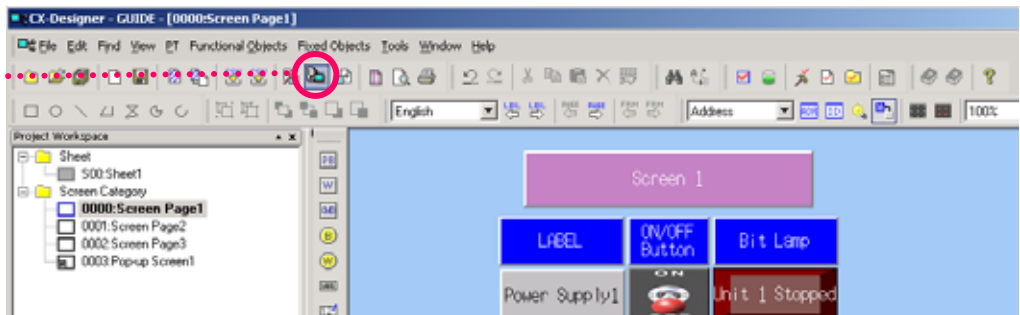 CX-Designer - GUIDE - [0000:Screen Page1]
File Edit Find View PT Functional Objects Fixed Objects Tools Window Help
English Address 100%
Project Workspace
Sheet
S00:Sheet1
Screen Category
0000:Screen Page1
0001:Screen Page2
0002:Screen Page3
0003:Pop-up Screen1
PB
W
B
W
Screen 1
LABEL
ON/OFF
Button
Bit Lamp
Power Supply1
ON
Unit 1 Stopped